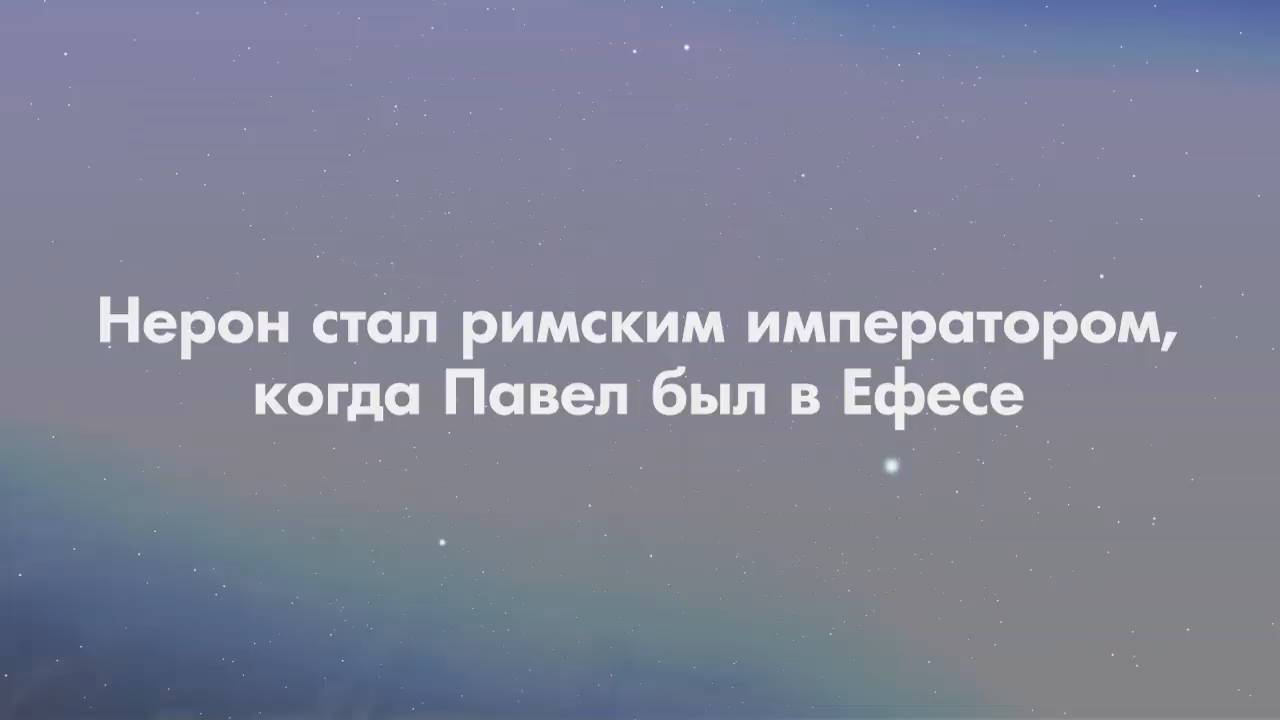 Нерон стал римским императором,
когда Павел был в Ефесе